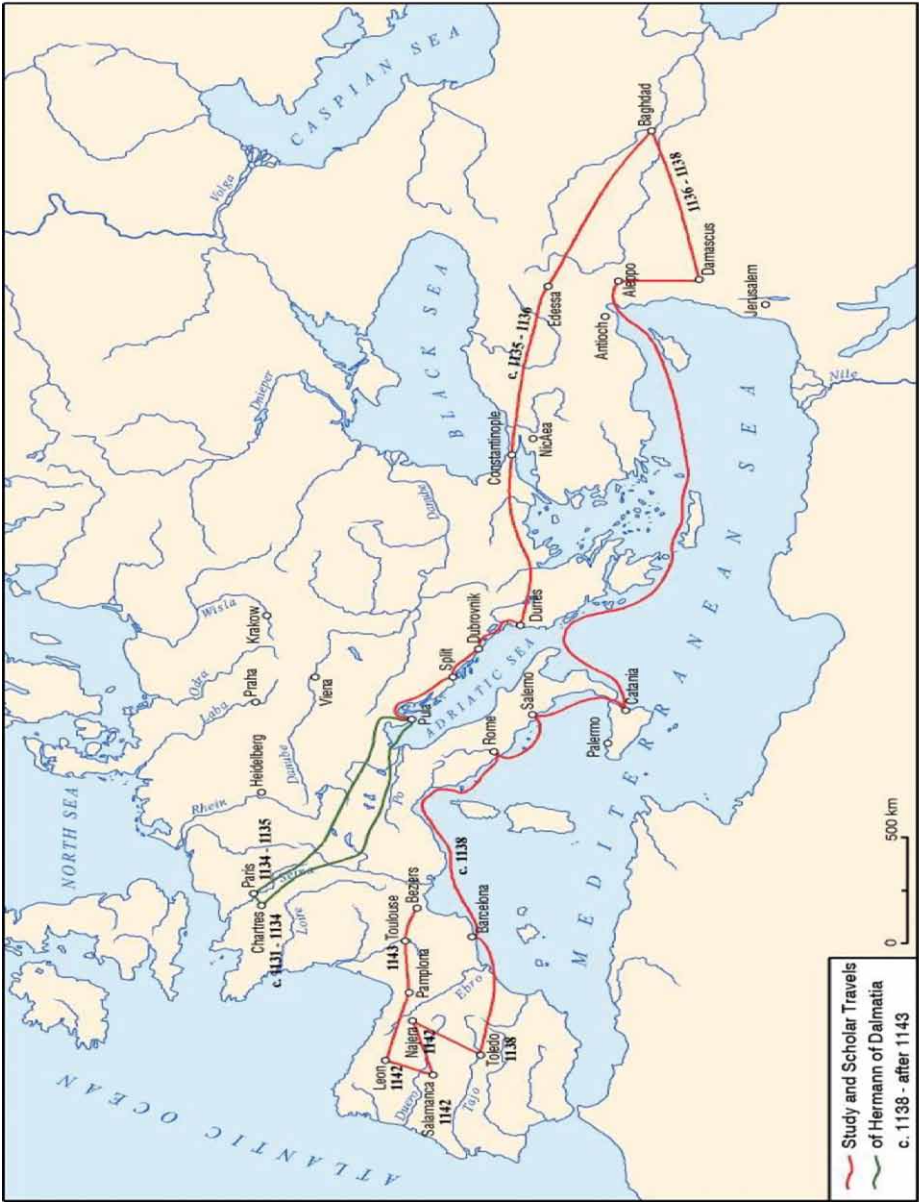 ATLANTIC OCEAN
NORTH SEA
CASPIAN SEA
BLACK SEA
ADRIATIC SEA
MEDITERRANEAN SEA
Volga
Dnieper
Danube
Wisla
Odra
Laba
Rhein
Danube
Loire
Po
Ebro
Duero
Tajo
Nile
Krakow
Praha
Heidelberg
Viena
Paris
1134 - 1135
Chartres
c. 1131 - 1134
Pula
Split
Dubrovnik
Durres
Constantinople
NicAea
c. 1135 - 1136
Edessa
Baghdad
1136 - 1138
Damascus
Aleppo
Antioch
Jerusalem
Catania
Palermo
Salerno
Rome
c. 1138
Barcelona
Toledo
1138
Najera
1142
Salamanca
1142
Leon
1142
Pamplona
1143
Toulouse
Beziers
0 500 km
Study and Scholar Travels
of Hermann of Dalmatia
c. 1138 - after 1143